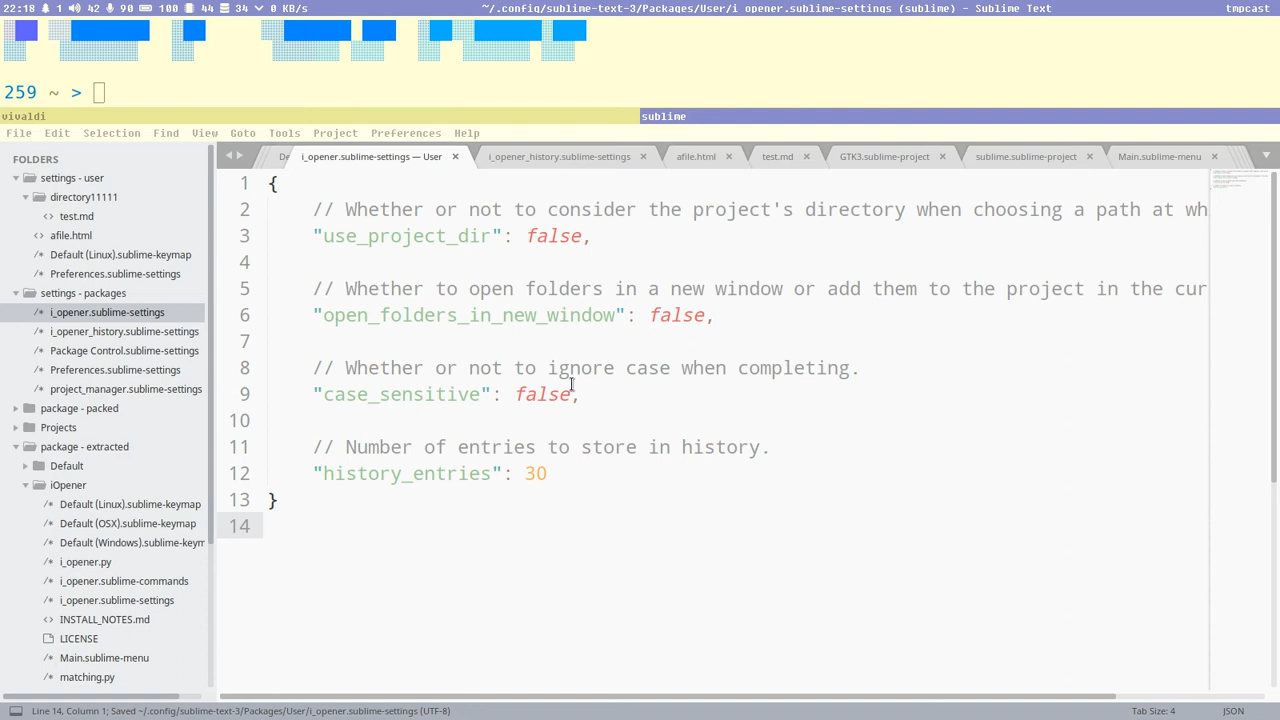 22:18 1 42 90 100 44 34 0 KB/s ~/.config/sublime-text-3/Packages/User/i_opener.sublime-settings (sublime) - Sublime Text tmpcast
259 ~ >
vivaldi sublime
File Edit Selection Find View Goto Tools Project Preferences Help
FOLDERS
settings - user
directory11111
test.md
afile.html
Default (Linux).sublime-keymap
Preferences.sublime-settings
settings - packages
i_opener.sublime-settings
i_opener_history.sublime-settings
Package Control.sublime-settings
Preferences.sublime-settings
project_manager.sublime-settings
package - packed
Projects
package - extracted
Default
iOpener
Default (Linux).sublime-keymap
Default (OSX).sublime-keymap
Default (Windows).sublime-keym
i_opener.py
i_opener.sublime-commands
i_opener.sublime-settings
INSTALL_NOTES.md
LICENSE
Main.sublime-menu
matching.py
De i_opener.sublime-settings — User i_opener_history.sublime-settings afile.html test.md GTK3.sublime-project sublime.sublime-project Main.sublime-menu
1 {
2 // Whether or not to consider the project's directory when choosing a path at wh
3 "use_project_dir": false,
4
5 // Whether to open folders in a new window or add them to the project in the cur
6 "open_folders_in_new_window": false,
7
8 // Whether or not to ignore case when completing.
9 "case_sensitive": false,
10
11 // Number of entries to store in history.
12 "history_entries": 30
13 }
14
Line 14, Column 1; Saved ~/.config/sublime-text-3/Packages/User/i_opener.sublime-settings (UTF-8) Tab Size: 4 JSON